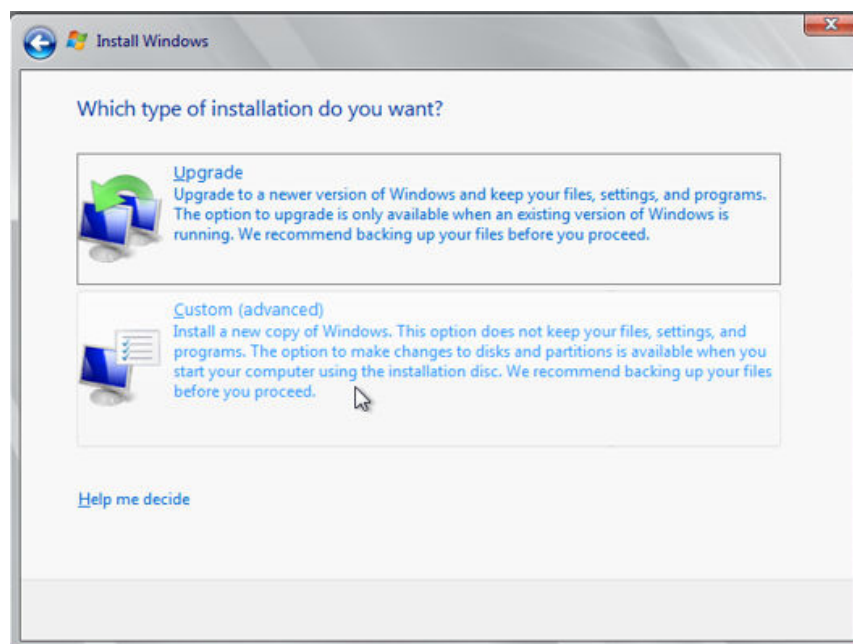 Install Windows
Which type of installation do you want?
Upgrade
Upgrade to a newer version of Windows and keep your files, settings, and programs.
The option to upgrade is only available when an existing version of Windows is
running. We recommend backing up your files before you proceed.
Custom (advanced)
Install a new copy of Windows. This option does not keep your files, settings, and
programs. The option to make changes to disks and partitions is available when you
start your computer using the installation disc. We recommend backing up your files
before you proceed.
Help me decide